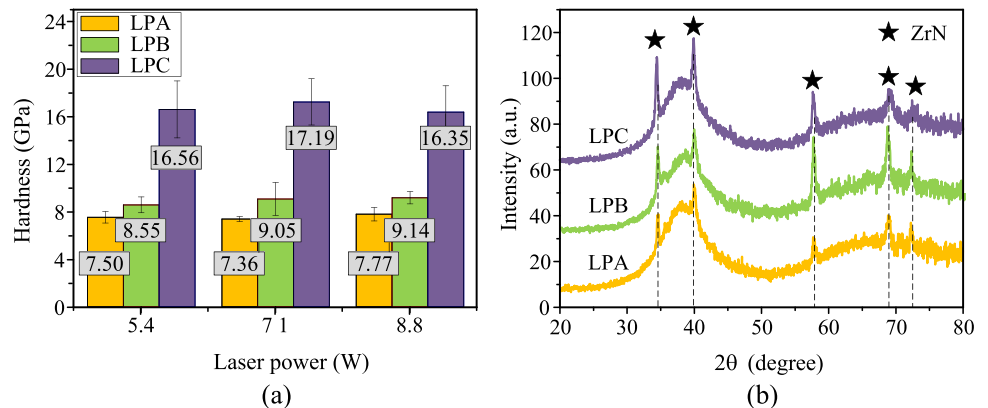 24
20
16
12
8
4
0
Hardness (GPa)
LPA
LPB
LPC
7.50
8.55
16.56
7.36
9.05
17.19
7.77
9.14
16.35
5.4
7 1
8.8
Laser power (W)
(a)
120
100
80
60
40
20
0
Intensity (a.u.)
ZrN
LPC
LPB
LPA
20
30
40
50
60
70
80
2θ (degree)
(b)